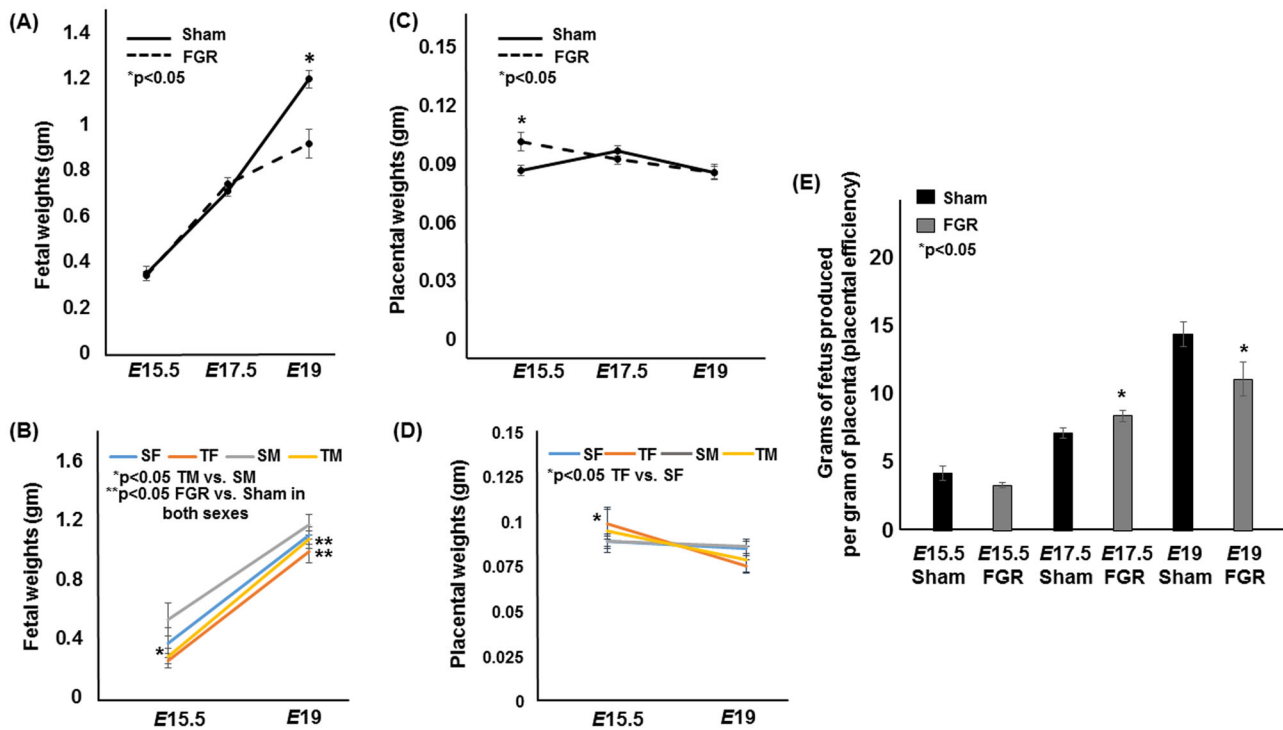 (A)
Fetal weights (gm)
1.4
1.2
1
0.8
0.6
0.4
0.2
0
Sham
FGR
*p<0.05
*
E15.5 E17.5 E19
(B)
Fetal weights (gm)
1.6
1.2
0.8
0.4
0
SF TF SM TM
*p<0.05 TM vs. SM
**p<0.05 FGR vs. Sham in
both sexes
*
**
**
E15.5 E19
(C)
Placental weights (gm)
0.15
0.12
0.09
0.06
0.03
0
Sham
FGR
*p<0.05
*
E15.5 E17.5 E19
(D)
Placental weights (gm)
0.15
0.125
0.1
0.075
0.05
0.025
0
SF TF SM TM
*p<0.05 TF vs. SF
*
E15.5 E19
(E)
Grams of fetus produced
per gram of placenta (placental efficiency)
20
15
10
5
0
Sham
FGR
*p<0.05
*
*
E15.5 E15.5 E17.5 E17.5 E19 E19
Sham FGR Sham FGR Sham FGR